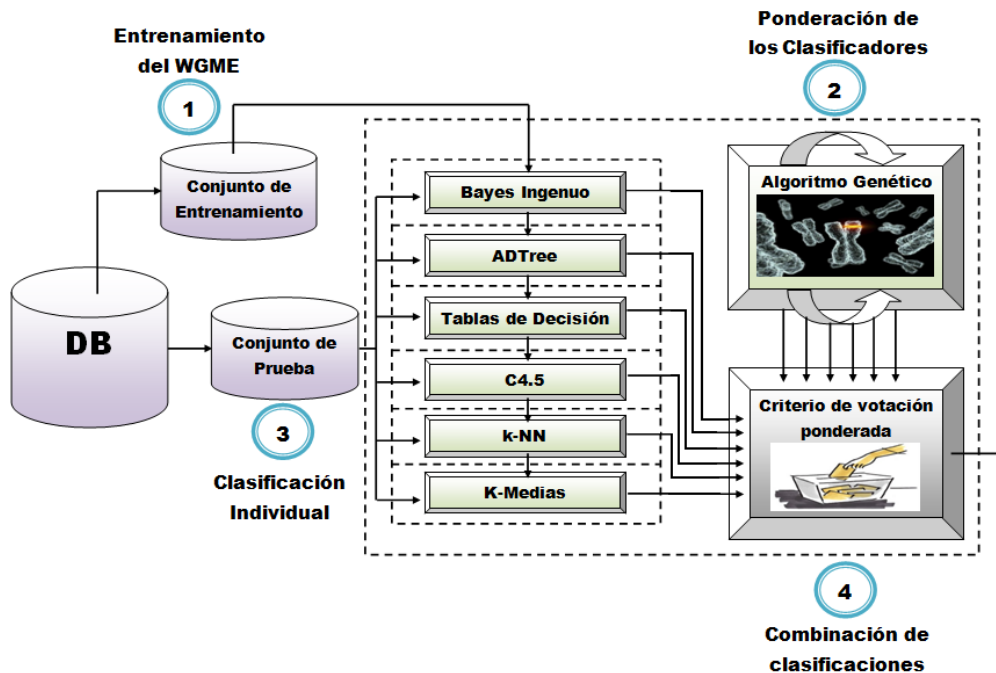 Entrenamiento
del WGME
1
Ponderación de
los Clasificadores
2
Conjunto de
Entrenamiento
DB
Conjunto de
Prueba
3
Clasificación
Individual
Bayes Ingenuo
ADTree
Tablas de Decisión
C4.5
k-NN
K-Medias
Algoritmo Genético
Criterio de votación
ponderada
4
Combinación de
clasificaciones